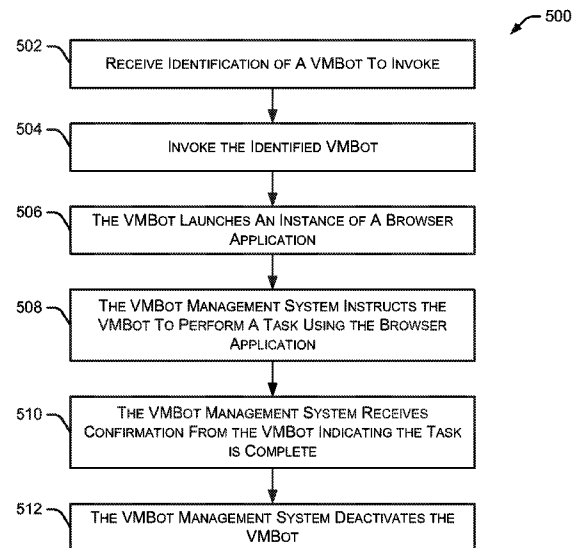 500
502
RECEIVE IDENTIFICATION OF A VMBOT TO INVOKE
504
INVOKE THE IDENTIFIED VMBOT
506
THE VMBOT LAUNCHES AN INSTANCE OF A BROWSER
APPLICATION
508
THE VMBOT MANAGEMENT SYSTEM INSTRUCTS THE
VMBOT TO PERFORM A TASK USING THE BROWSER
APPLICATION
510
THE VMBOT MANAGEMENT SYSTEM RECEIVES
CONFIRMATION FROM THE VMBOT INDICATING THE TASK
IS COMPLETE
512
THE VMBOT MANAGEMENT SYSTEM DEACTIVATES THE
VMBOT